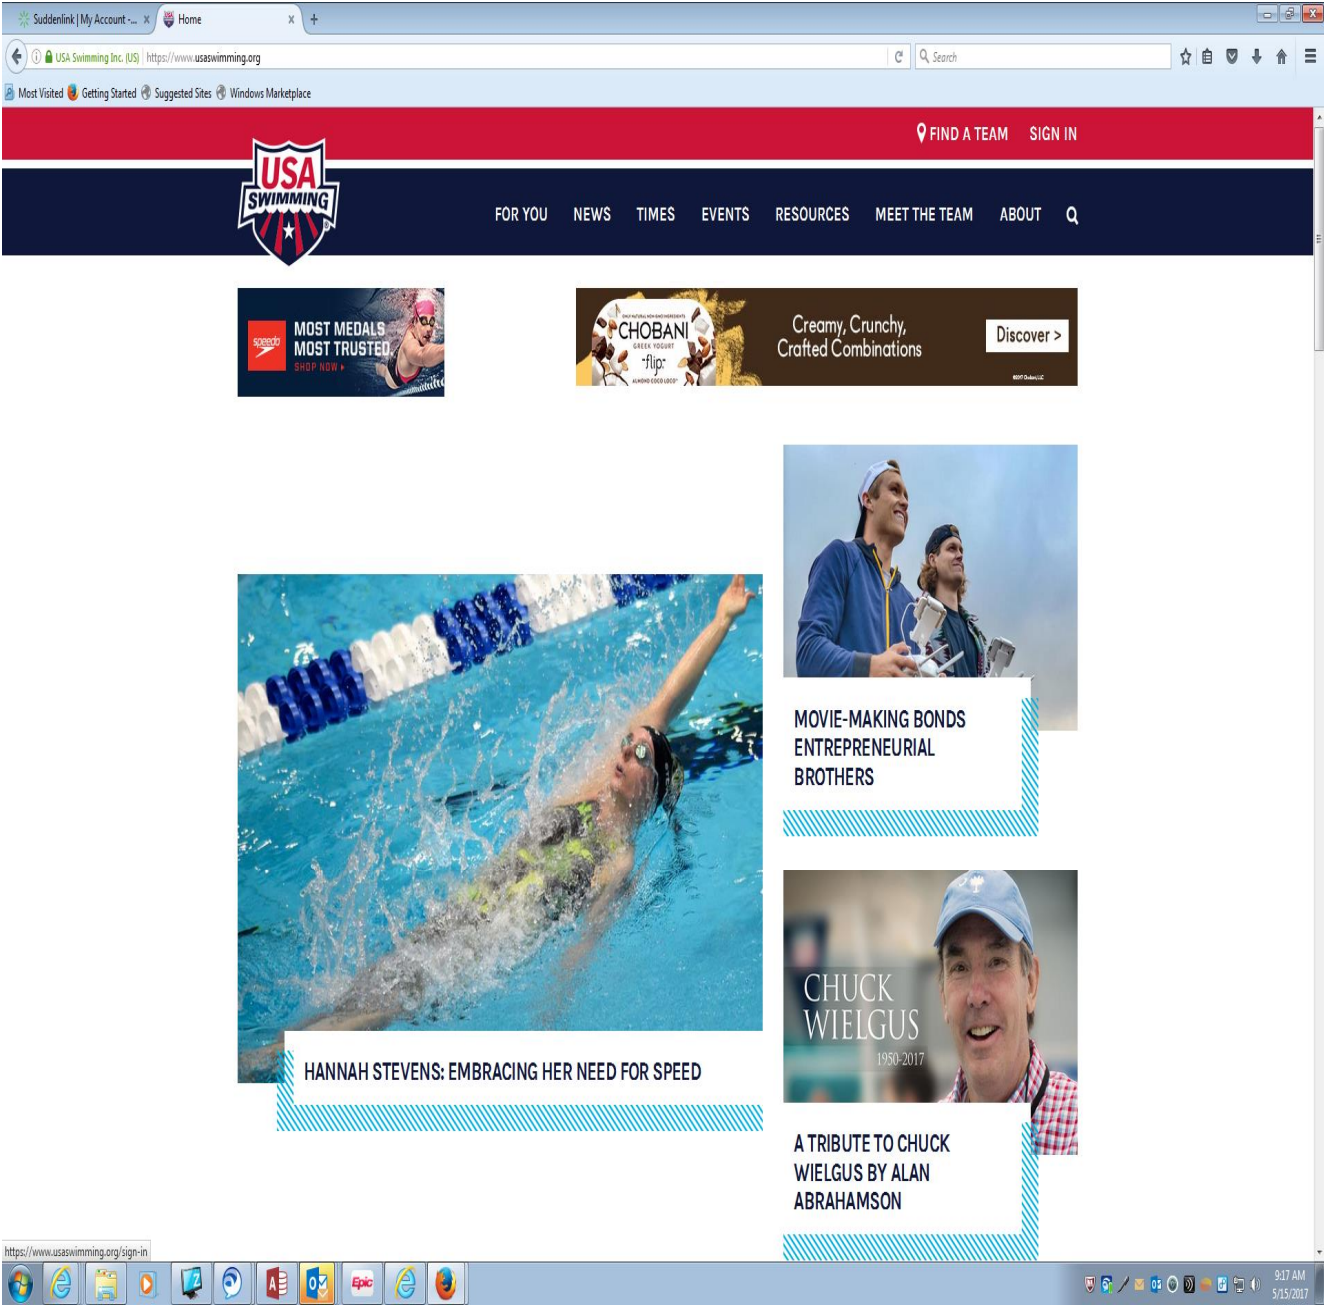 Suddenlink | My Account -... x
Home x +
USA Swimming Inc. (US) https://www.usaswimming.org
Search
Most Visited Getting Started Suggested Sites Windows Marketplace
FIND A TEAM SIGN IN
USA
SWIMMING
FOR YOU NEWS TIMES EVENTS RESOURCES MEET THE TEAM ABOUT
speedo
MOST MEDALS
MOST TRUSTED.
SHOP NOW
CHOBANI
GREEK YOGURT
flip
ALMOND COCO LOCO
Creamy, Crunchy,
Crafted Combinations
Discover >
MOVIE-MAKING BONDS
ENTREPRENEURIAL
BROTHERS
CHUCK
WIELGUS
1950-2017
HANNAH STEVENS: EMBRACING HER NEED FOR SPEED
A TRIBUTE TO CHUCK
WIELGUS BY ALAN
ABRAHAMSON
https://www.usaswimming.org/sign-in
Epic
9:17 AM
5/15/2017